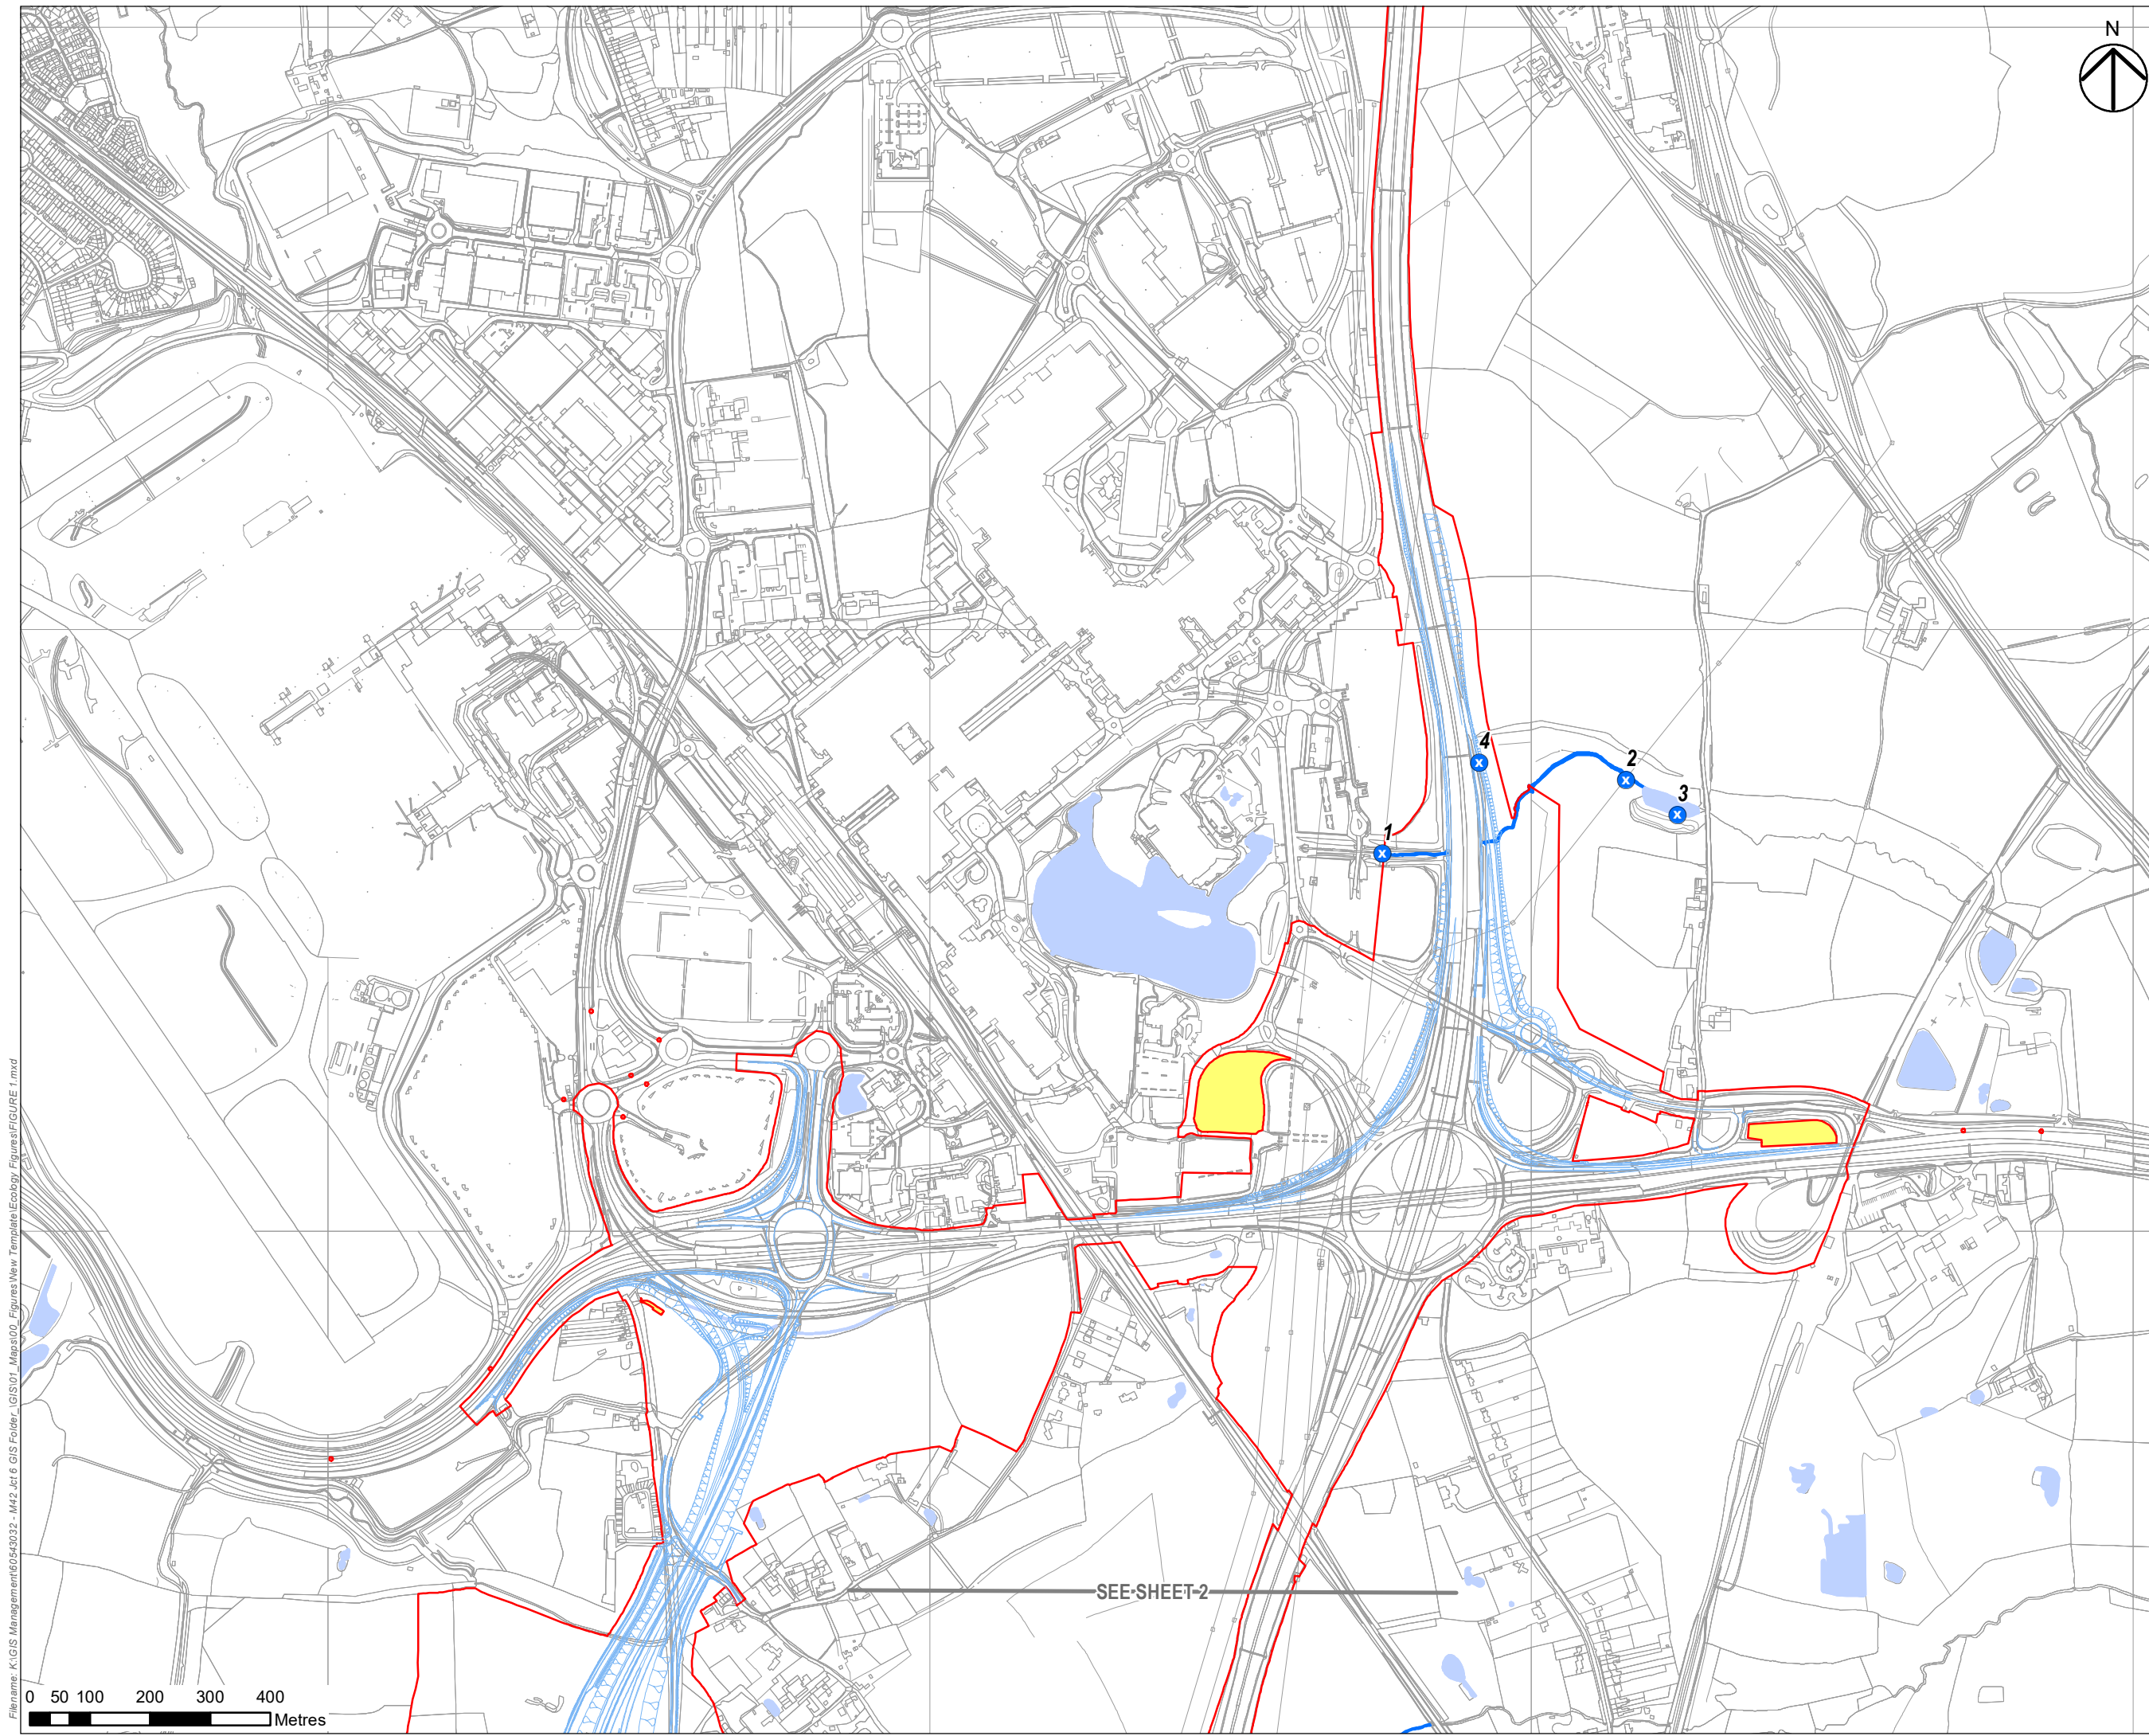 N
4
2
3
1
SEE SHEET 2
0 50 100 200 300 400
Metres
Filename: K:\GIS Management\60543032 - M42 Jct 6 GIS Folder_\GIS\01_Maps\00_Figures\New Template\Ecology Figures\FIGURE 1.mxd